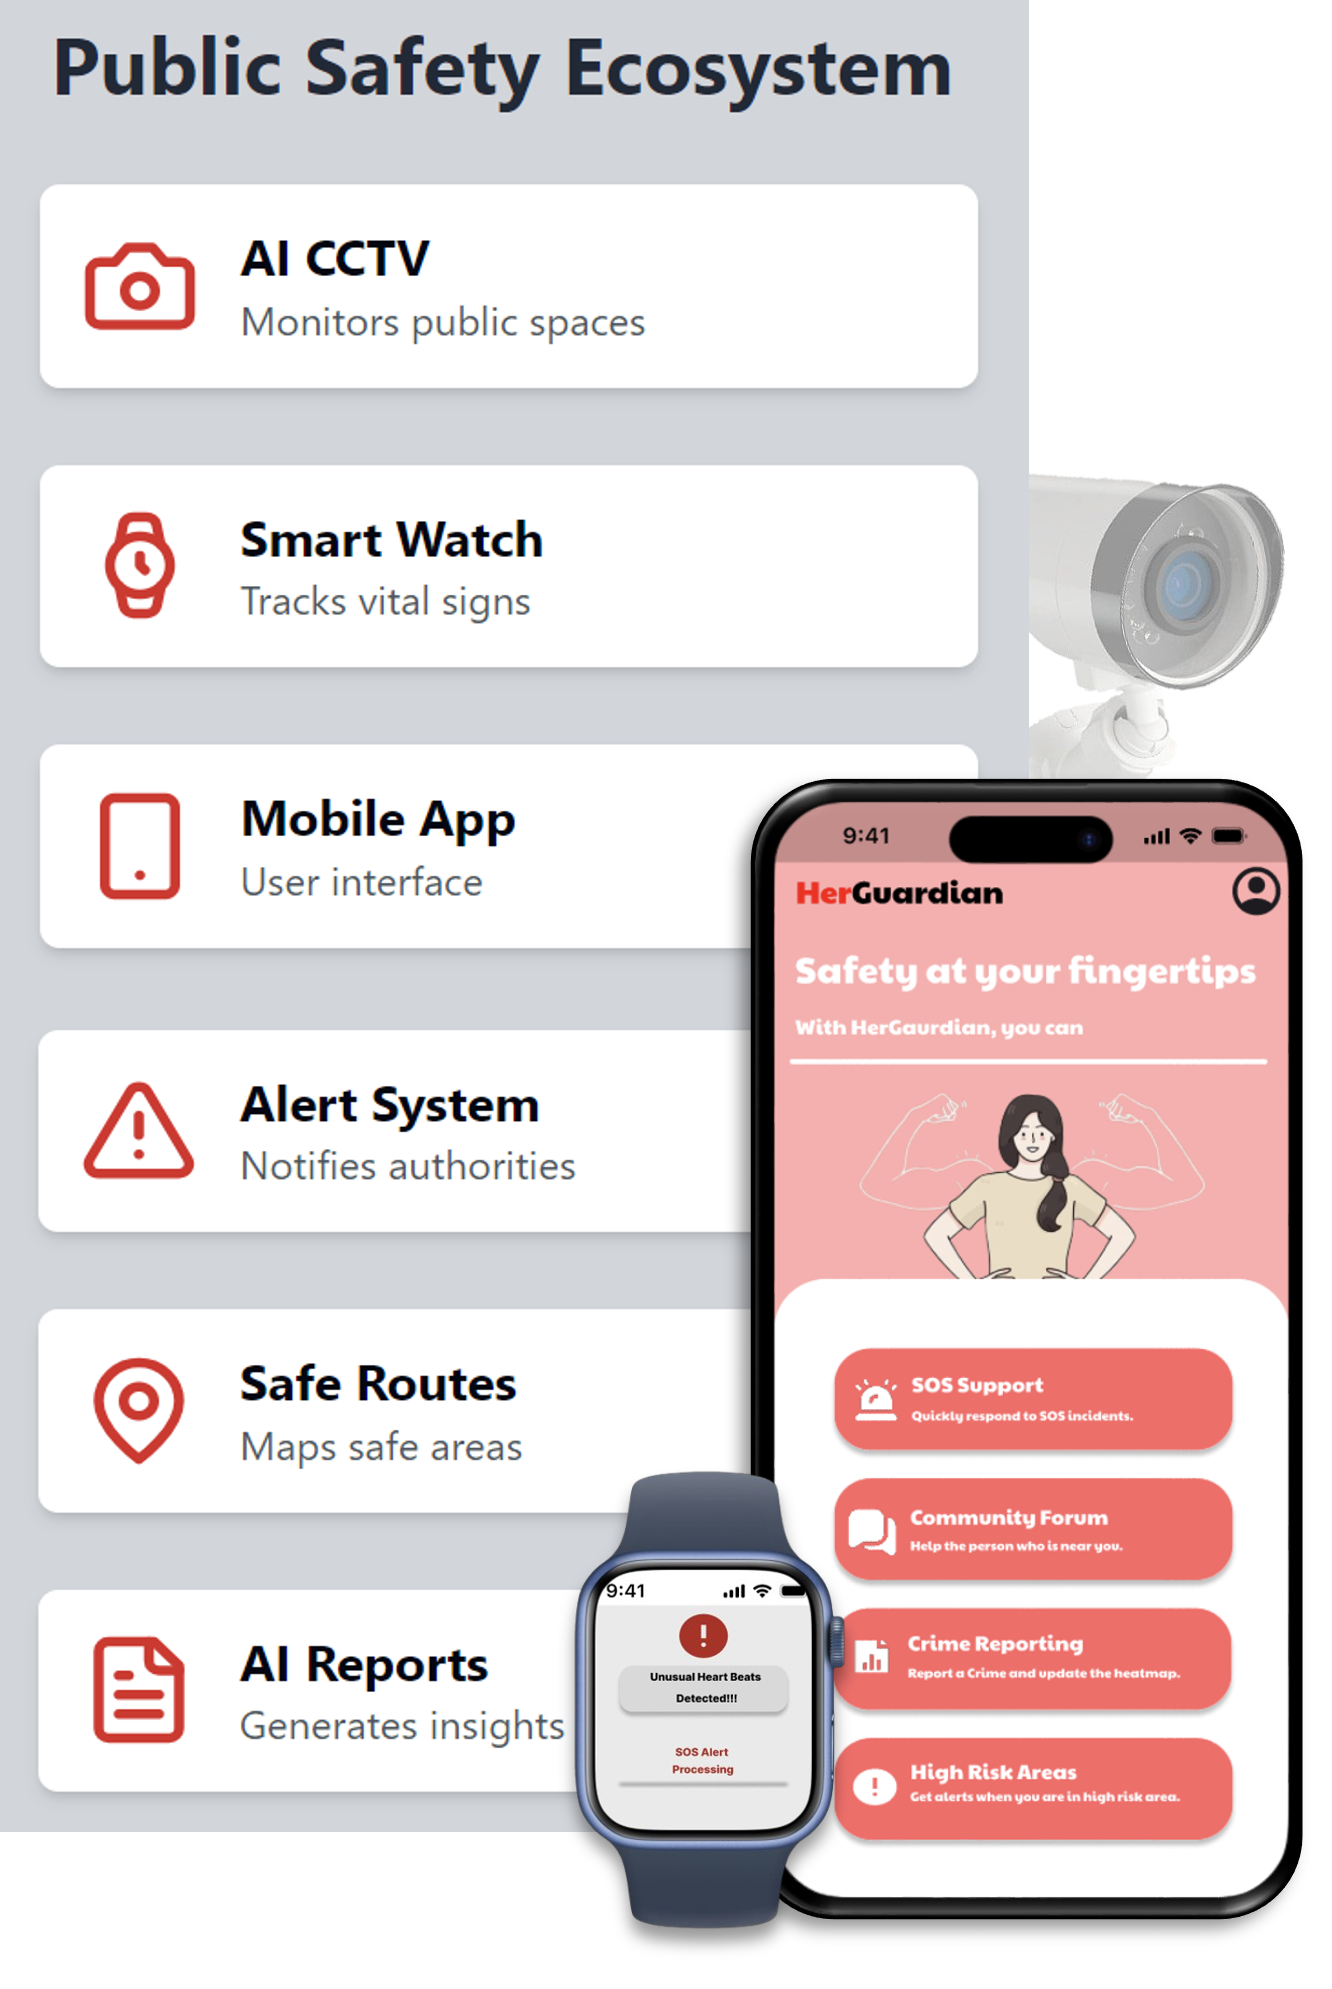 Public Safety Ecosystem
AI CCTV
Monitors public spaces
Smart Watch
Tracks vital signs
Mobile App
User interface
Alert System
Notifies authorities
Safe Routes
Maps safe areas
AI Reports
Generates insights
9:41
HerGuardian
Safety at your fingertips
With HerGaurdian, you can
SOS Support
Quickly respond to SOS incidents.
Community Forum
Help the person who is near you.
Crime Reporting
Report a Crime and update the heatmap.
High Risk Areas
Get alerts when you are in high risk area.
9:41
Unusual Heart Beats
Detected!!!
SOS Alert
Processing